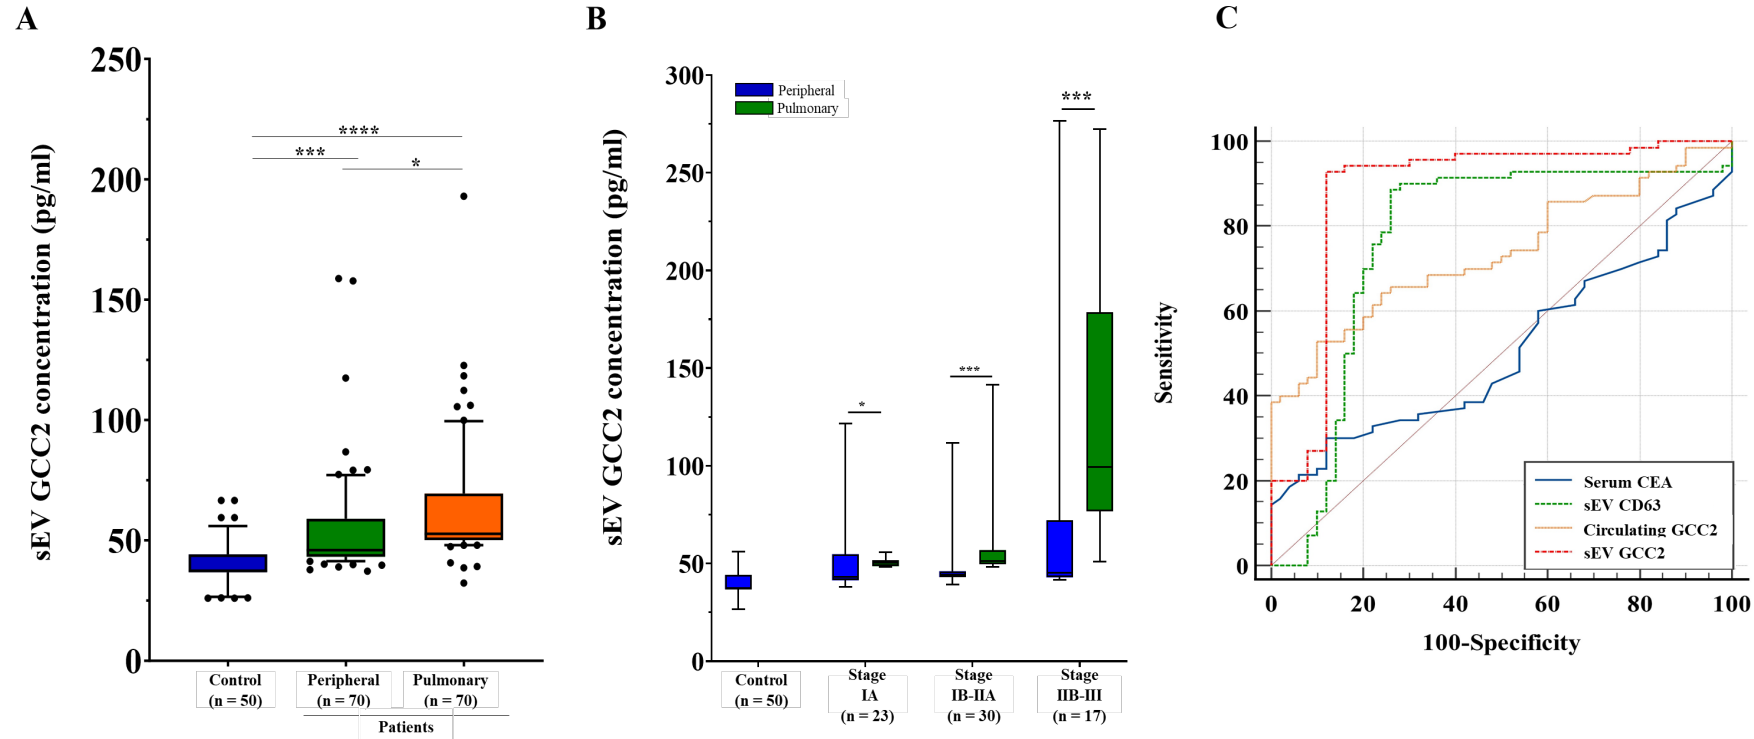 A
sEV GCC2 concentration (pg/ml)
250
200
150
100
50
0
****
***
*
Control
(n = 50)
Peripheral
(n = 70)
Pulmonary
(n = 70)
Patients
B
sEV GCC2 concentration (pg/ml)
300
250
200
150
100
50
0
Peripheral
Pulmonary
*
***
***
Control
(n = 50)
Stage
IA
(n = 23)
Stage
IB-IIA
(n = 30)
Stage
IIB-III
(n = 17)
C
Sensitivity
100
80
60
40
20
0
0 20 40 60 80 100
100-Specificity
Serum CEA
sEV CD63
Circulating GCC2
sEV GCC2